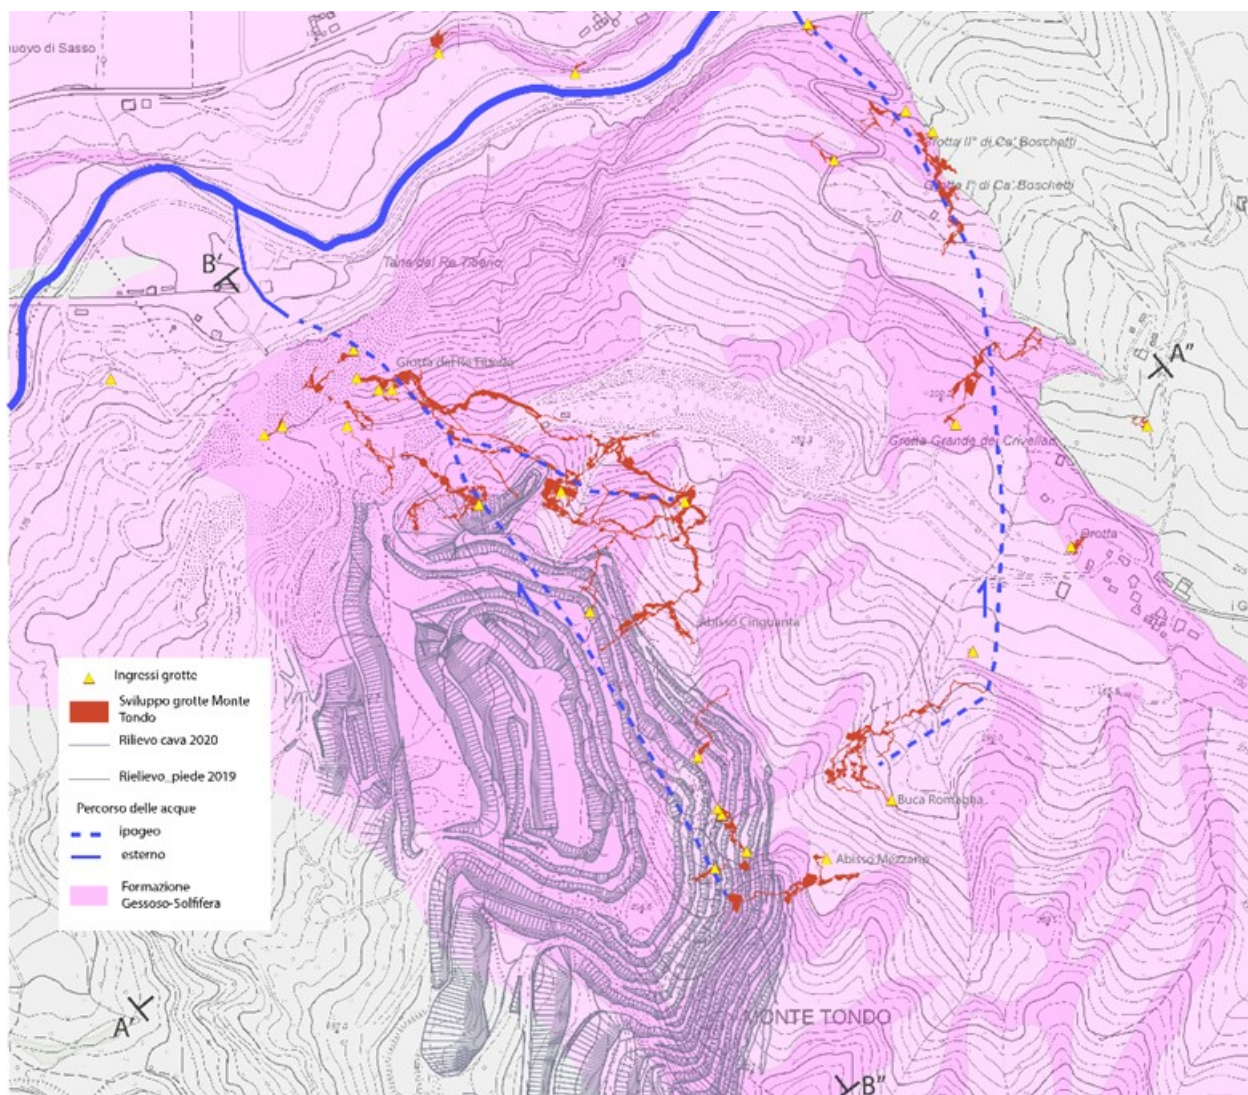 nuovo di Sasso
Grotta II° di Ca' Boschetti
Grotta I° di Ca' Boschetti
B'
Tana del Re Tiberio
A"
Grotta del Re Tiberio
Grotta Grande dei Crivellari
Grotta
Abisso Cinquanta
Ingressi grotte
Sviluppo grotte Monte
Tondo
Rilievo cava 2020
Rielievo_piede 2019
Percorso delle acque
ipogeo
esterno
Formazione
Gessoso-Solfifera
Buca Romagna
Abisso Mezzano
A'
MONTE TONDO
B"